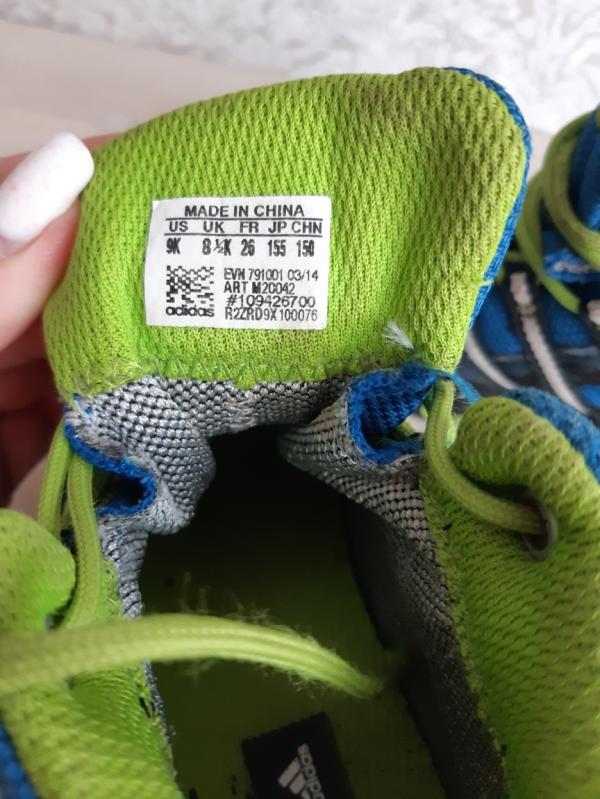 MADE IN CHINA
US UK FR JP CHN
9K 8½K 26 155 150
EVN 791001 03/14
ART M20042
#109426700
adidas R2ZRD9X100076
adidas